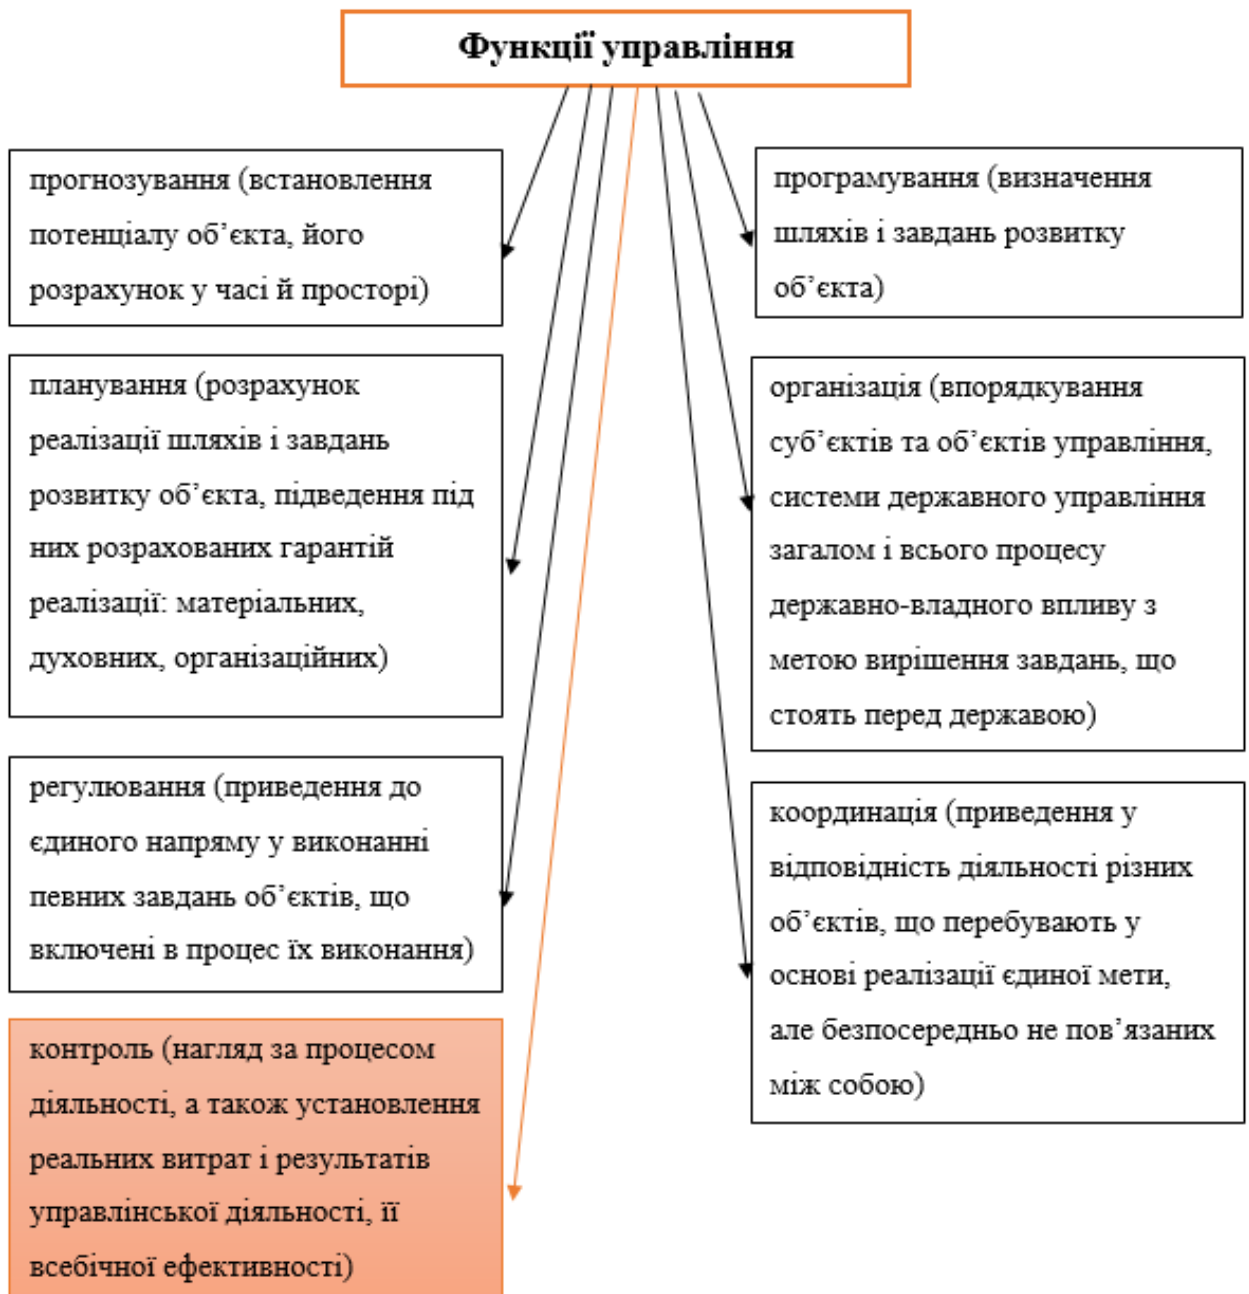 Функції управління
прогнозування (встановлення
потенціалу об’єкта, його
розрахунок у часі й просторі)
програмування (визначення
шляхів і завдань розвитку
об’єкта)
планування (розрахунок
реалізації шляхів і завдань
розвитку об’єкта, підведення під
них розрахованих гарантій
реалізації: матеріальних,
духовних, організаційних)
організація (впорядкування
суб’єктів та об’єктів управління,
системи державного управління
загалом і всього процесу
державно-владного впливу з
метою вирішення завдань, що
стоять перед державою)
регулювання (приведення до
єдиного напряму у виконанні
певних завдань об’єктів, що
включені в процес їх виконання)
координація (приведення у
відповідність діяльності різних
об’єктів, що перебувають у
основі реалізації єдиної мети,
але безпосередньо не пов’язаних
між собою)
контроль (нагляд за процесом
діяльності, а також установлення
реальних витрат і результатів
управлінської діяльності, її
всебічної ефективності)